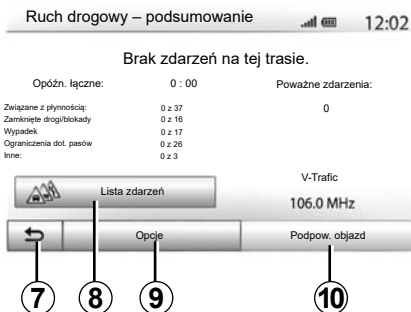 Ruch drogowy – podsumowanie 12:02
Brak zdarzeń na tej trasie.
Opóźn. łączne: 0 : 00 Poważne zdarzenia:
Związane z płynnością: 0 z 37 0
Zamknięte drogi/blokady 0 z 16
Wypadek 0 z 17
Ograniczenia dot. pasów 0 z 26
Inne: 0 z 3
V-Trafic
Lista zdarzeń
106.0 MHz
Opcje Podpow. objazd
7 8 9 10